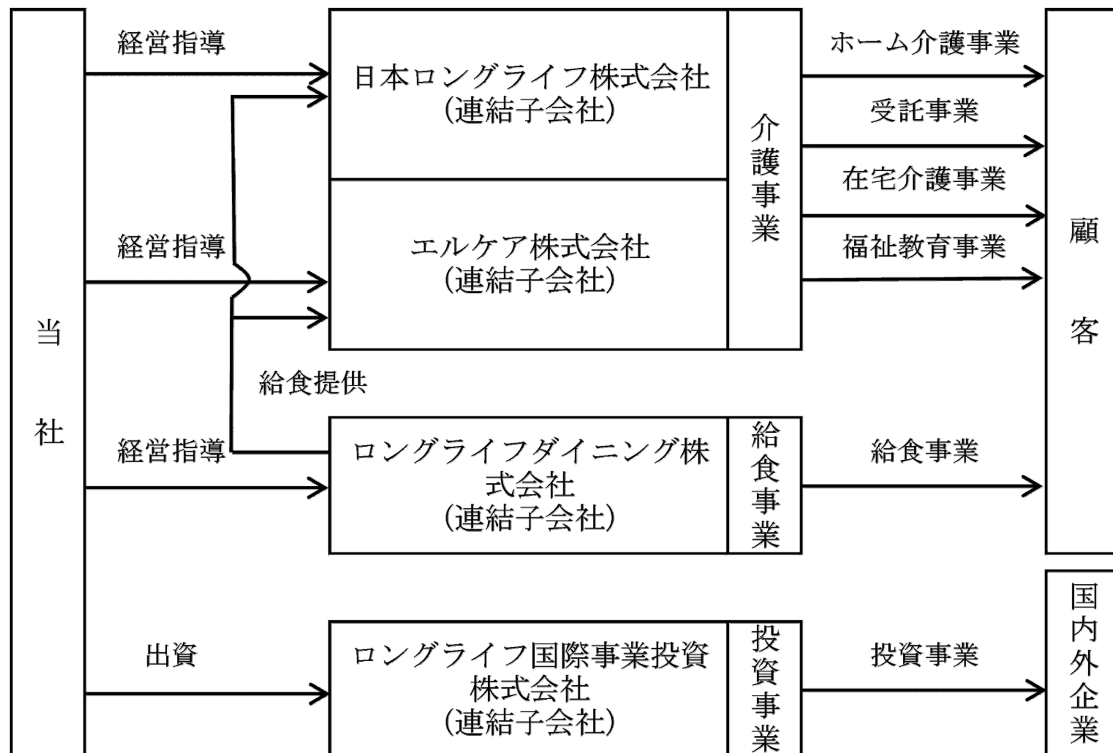 当社
経営指導
日本ロングライフ株式会社
(連結子会社)
経営指導
エルケア株式会社
(連結子会社)
介護事業
ホーム介護事業
受託事業
在宅介護事業
福祉教育事業
顧客
給食提供
経営指導
ロングライフダイニング株
式会社
(連結子会社)
給食事業
給食事業
出資
ロングライフ国際事業投資
株式会社
(連結子会社)
投資事業
投資事業
国内外企業